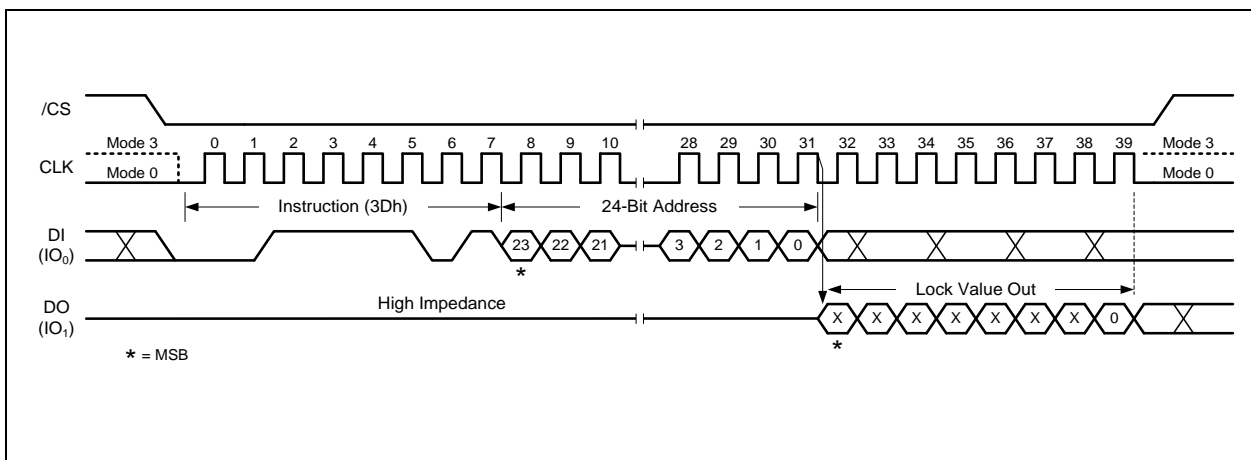 /CS
Mode 3 0 1 2 3 4 5 6 7 8 9 10 28 29 30 31 32 33 34 35 36 37 38 39 Mode 3
CLK
Mode 0 Mode 0
Instruction (3Dh) 24-Bit Address
DI
(IO0)
23 22 21 3 2 1 0
*
High Impedance Lock Value Out
DO
(IO1)
X X X X X X X 0
*
* = MSB